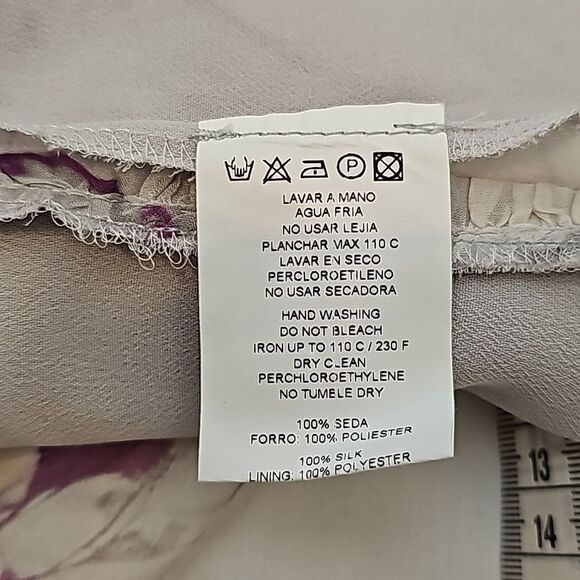 P
LAVAR A MANO
AGUA FRIA
NO USAR LEJIA
PLANCHAR MAX 110 C
LAVAR EN SECO
PERCLOROETILENO
NO USAR SECADORA
HAND WASHING
DO NOT BLEACH
IRON UP TO 110 C / 230 F
DRY CLEAN
PERCHLOROETHYLENE
NO TUMELE DRY
100% SEDA
FORRO: 100% POLIESTER
100% SILK
LINING: 100% POLYESTER
13
14